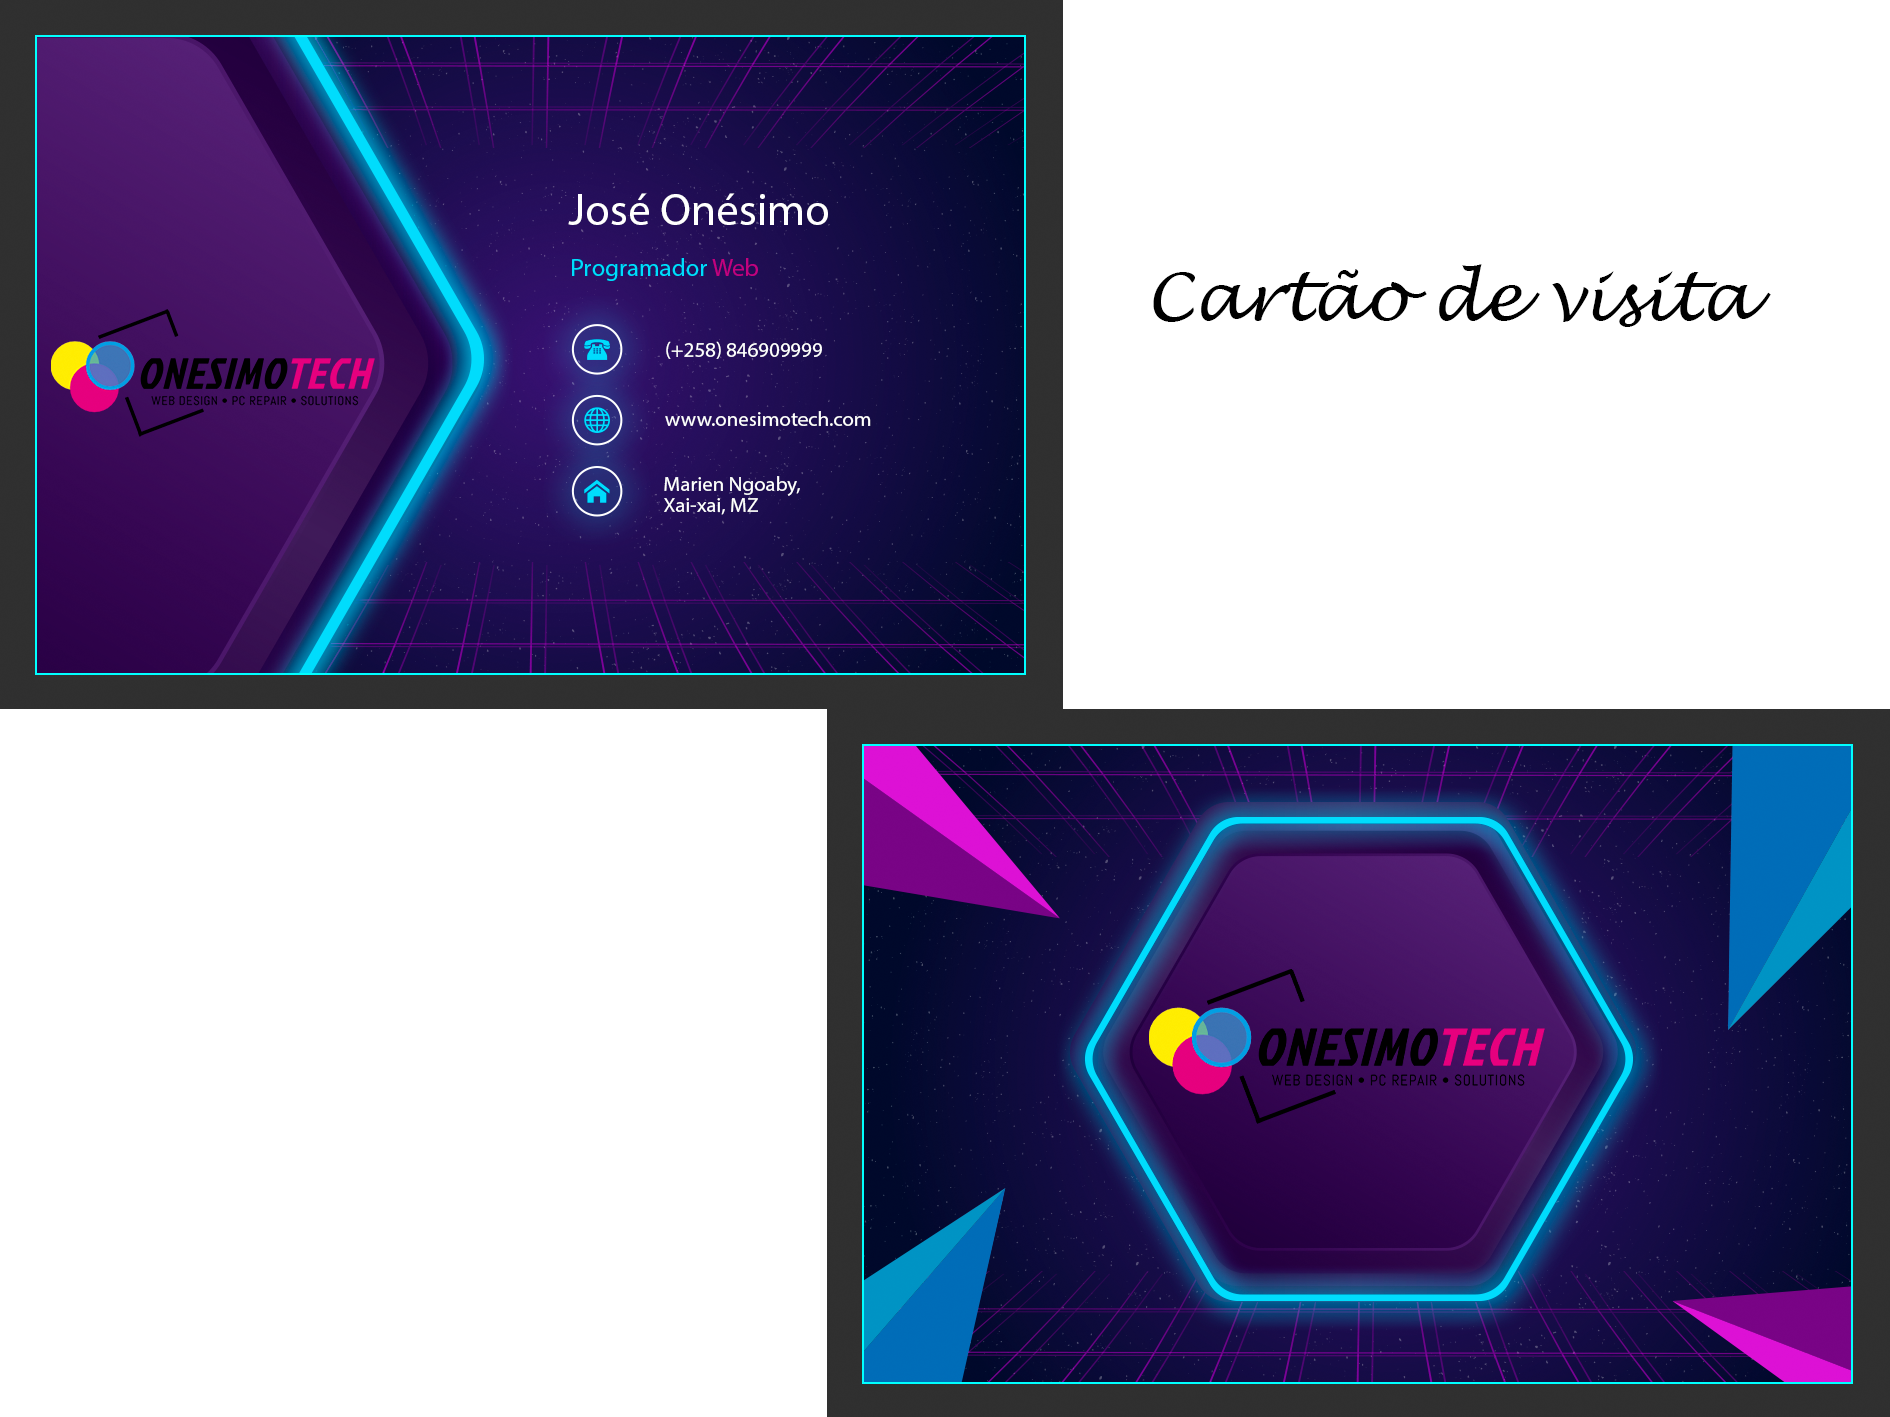 José Onésimo
Programador Web
(+258) 846909999
www.onesimotech.com
Marien Ngoaby,
Xai-xai, MZ
ONESIMOTECH
WEB DESIGN • PC REPAIR • SOLUTIONS
Cartão de visita
ONESIMOTECH
WEB DESIGN • PC REPAIR • SOLUTIONS